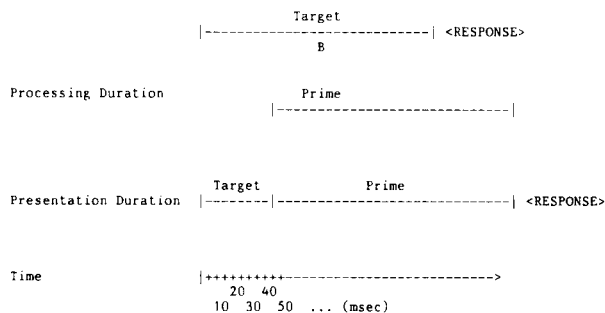 Target
<RESPONSE>
B
Processing Duration Prime
Target Prime
Presentation Duration <RESPONSE>
Time
20 40
10 30 50 ... (msec)